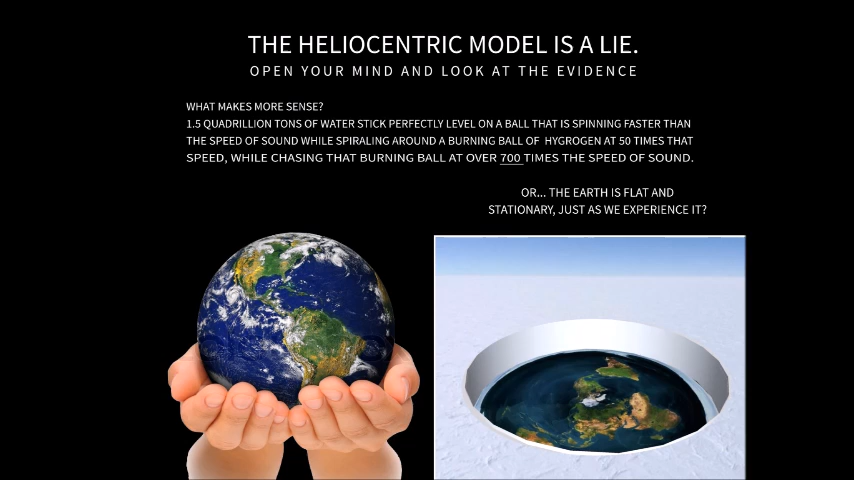 THE HELIOCENTRIC MODEL IS A LIE.
OPEN YOUR MIND AND LOOK AT THE EVIDENCE
WHAT MAKES MORE SENSE?
1.5 QUADRILLION TONS OF WATER STICK PERFECTLY LEVEL ON A BALL THAT IS SPINNING FASTER THAN
THE SPEED OF SOUND WHILE SPIRALING AROUND A BURNING BALL OF HYGROGEN AT 50 TIMES THAT
SPEED, WHILE CHASING THAT BURNING BALL AT OVER 700 TIMES THE SPEED OF SOUND.
OR... THE EARTH IS FLAT AND
STATIONARY, JUST AS WE EXPERIENCE IT?